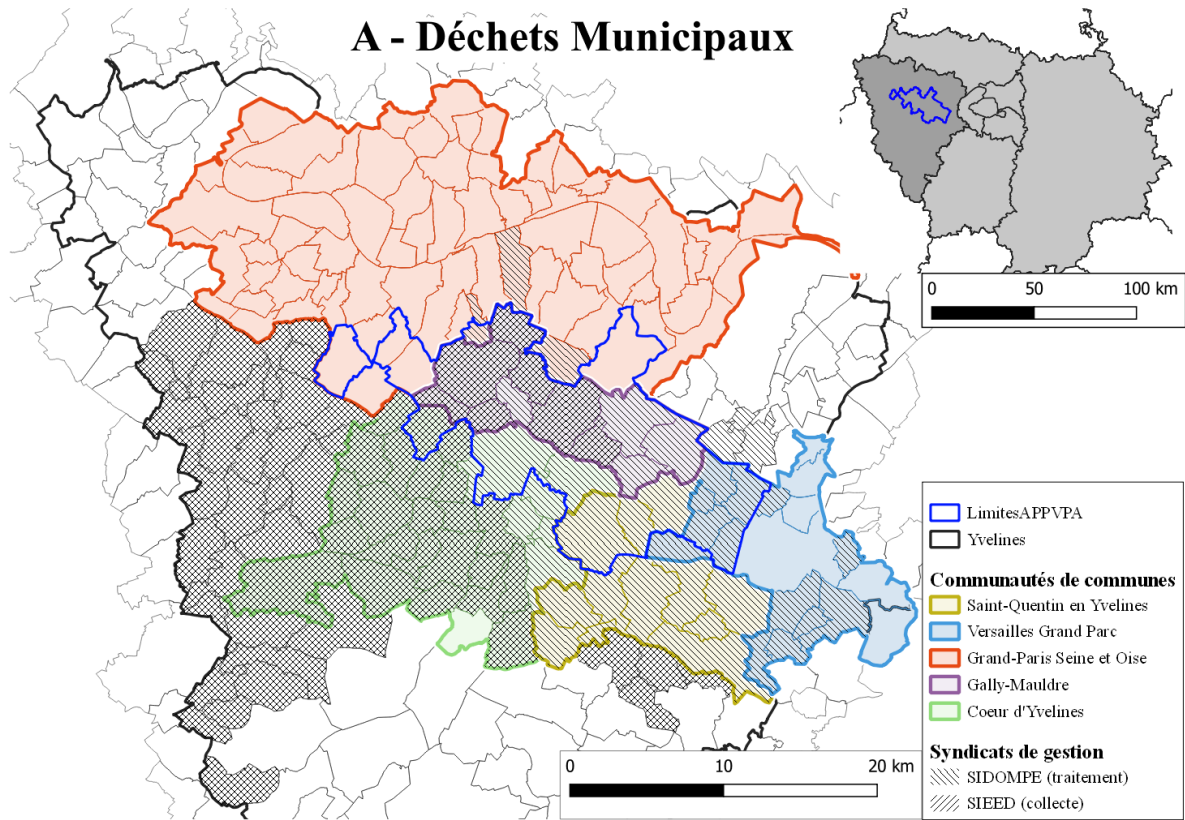 A - Déchets Municipaux
0 50 100 km
LimitesAPPVPA
Yvelines
Communautés de communes
Saint-Quentin en Yvelines
Versailles Grand Parc
Grand-Paris Seine et Oise
Gally-Mauldre
Coeur d'Yvelines
Syndicats de gestion
SIDOMPE (traitement)
SIEED (collecte)
0 10 20 km